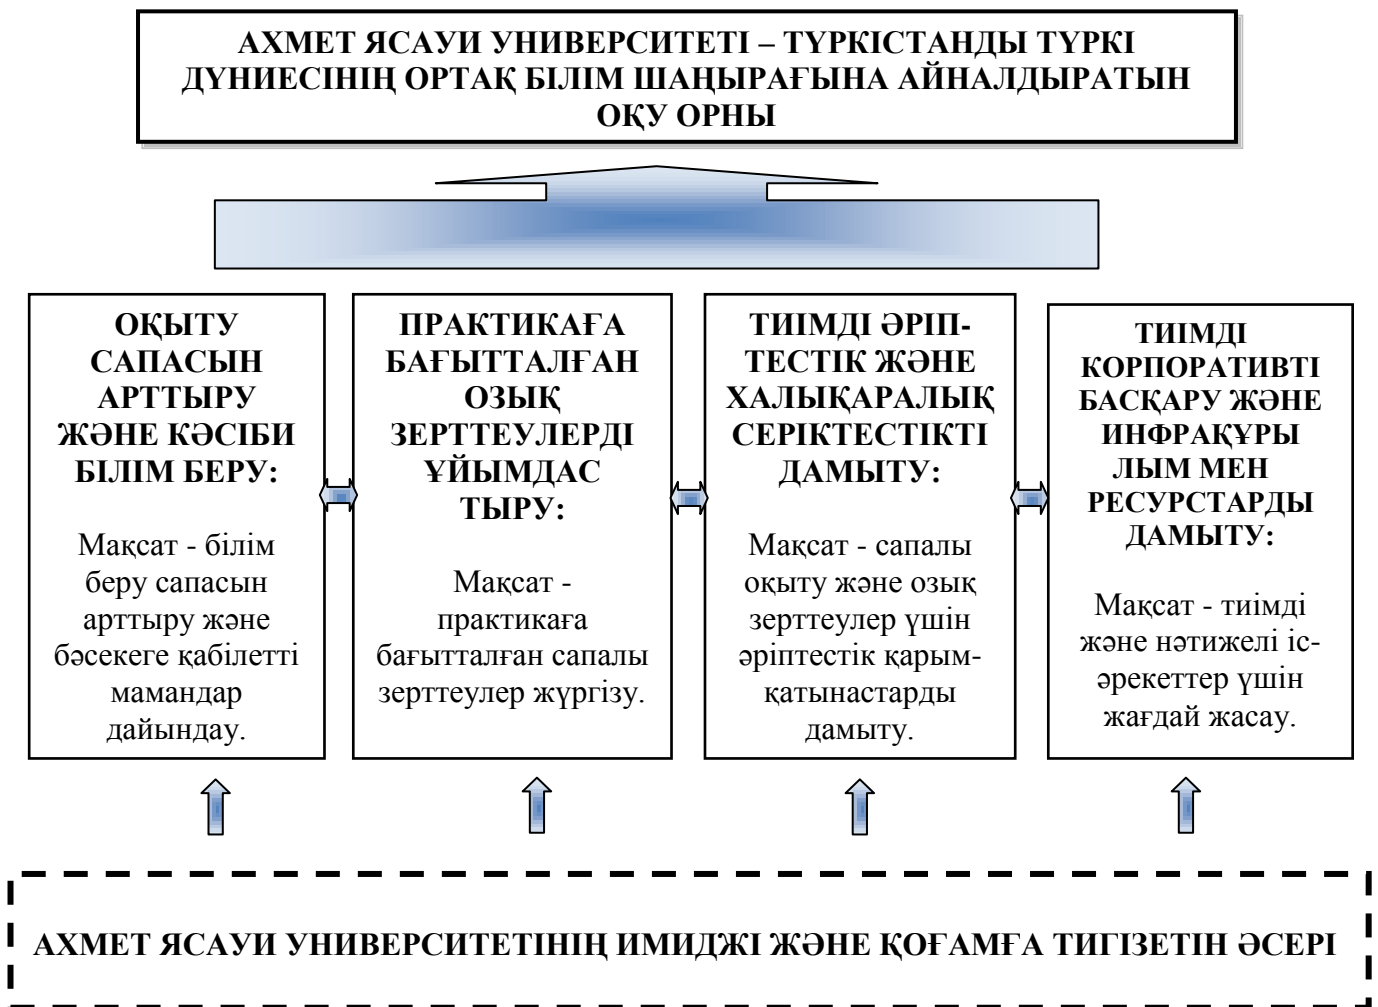 АХМЕТ ЯСАУИ УНИВЕРСИТЕТІ – ТҮРКІСТАНДЫ ТҮРКІ
ДҮНИЕСІНІҢ ОРТАҚ БІЛІМ ШАҢЫРАҒЫНА АЙНАЛДЫРАТЫН
ОҚУ ОРНЫ
ОҚЫТУ
САПАСЫН
АРТТЫРУ
ЖӘНЕ КӘСІБИ
БІЛІМ БЕРУ:
Мақсат - білім
беру сапасын
арттыру және
бәсекеге қабілетті
мамандар
дайындау.
ПРАКТИКАҒА
БАҒЫТТАЛҒАН
ОЗЫҚ
ЗЕРТТЕУЛЕРДІ
ҰЙЫМДАС
ТЫРУ:
Мақсат -
практикаға
бағытталған сапалы
зерттеулер жүргізу.
ТИІМДІ ӘРІП-
ТЕСТІК ЖӘНЕ
ХАЛЫҚАРАЛЫҚ
СЕРІКТЕСТІКТІ
ДАМЫТУ:
Мақсат - сапалы
оқыту және озық
зерттеулер үшін
әріптестік қарым-
қатынастарды
дамыту.
ТИІМДІ
КОРПОРАТИВТІ
БАСҚАРУ ЖӘНЕ
ИНФРАҚҰРЫ
ЛЫМ МЕН
РЕСУРСТАРДЫ
ДАМЫТУ:
Мақсат - тиімді
және нәтижелі іс-
әрекеттер үшін
жағдай жасау.
АХМЕТ ЯСАУИ УНИВЕРСИТЕТІНІҢ ИМИДЖІ ЖӘНЕ ҚОҒАМҒА ТИГІЗЕТІН ӘСЕРІ